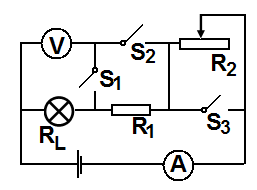 V S2 R2
S1
RL R1 S3
A